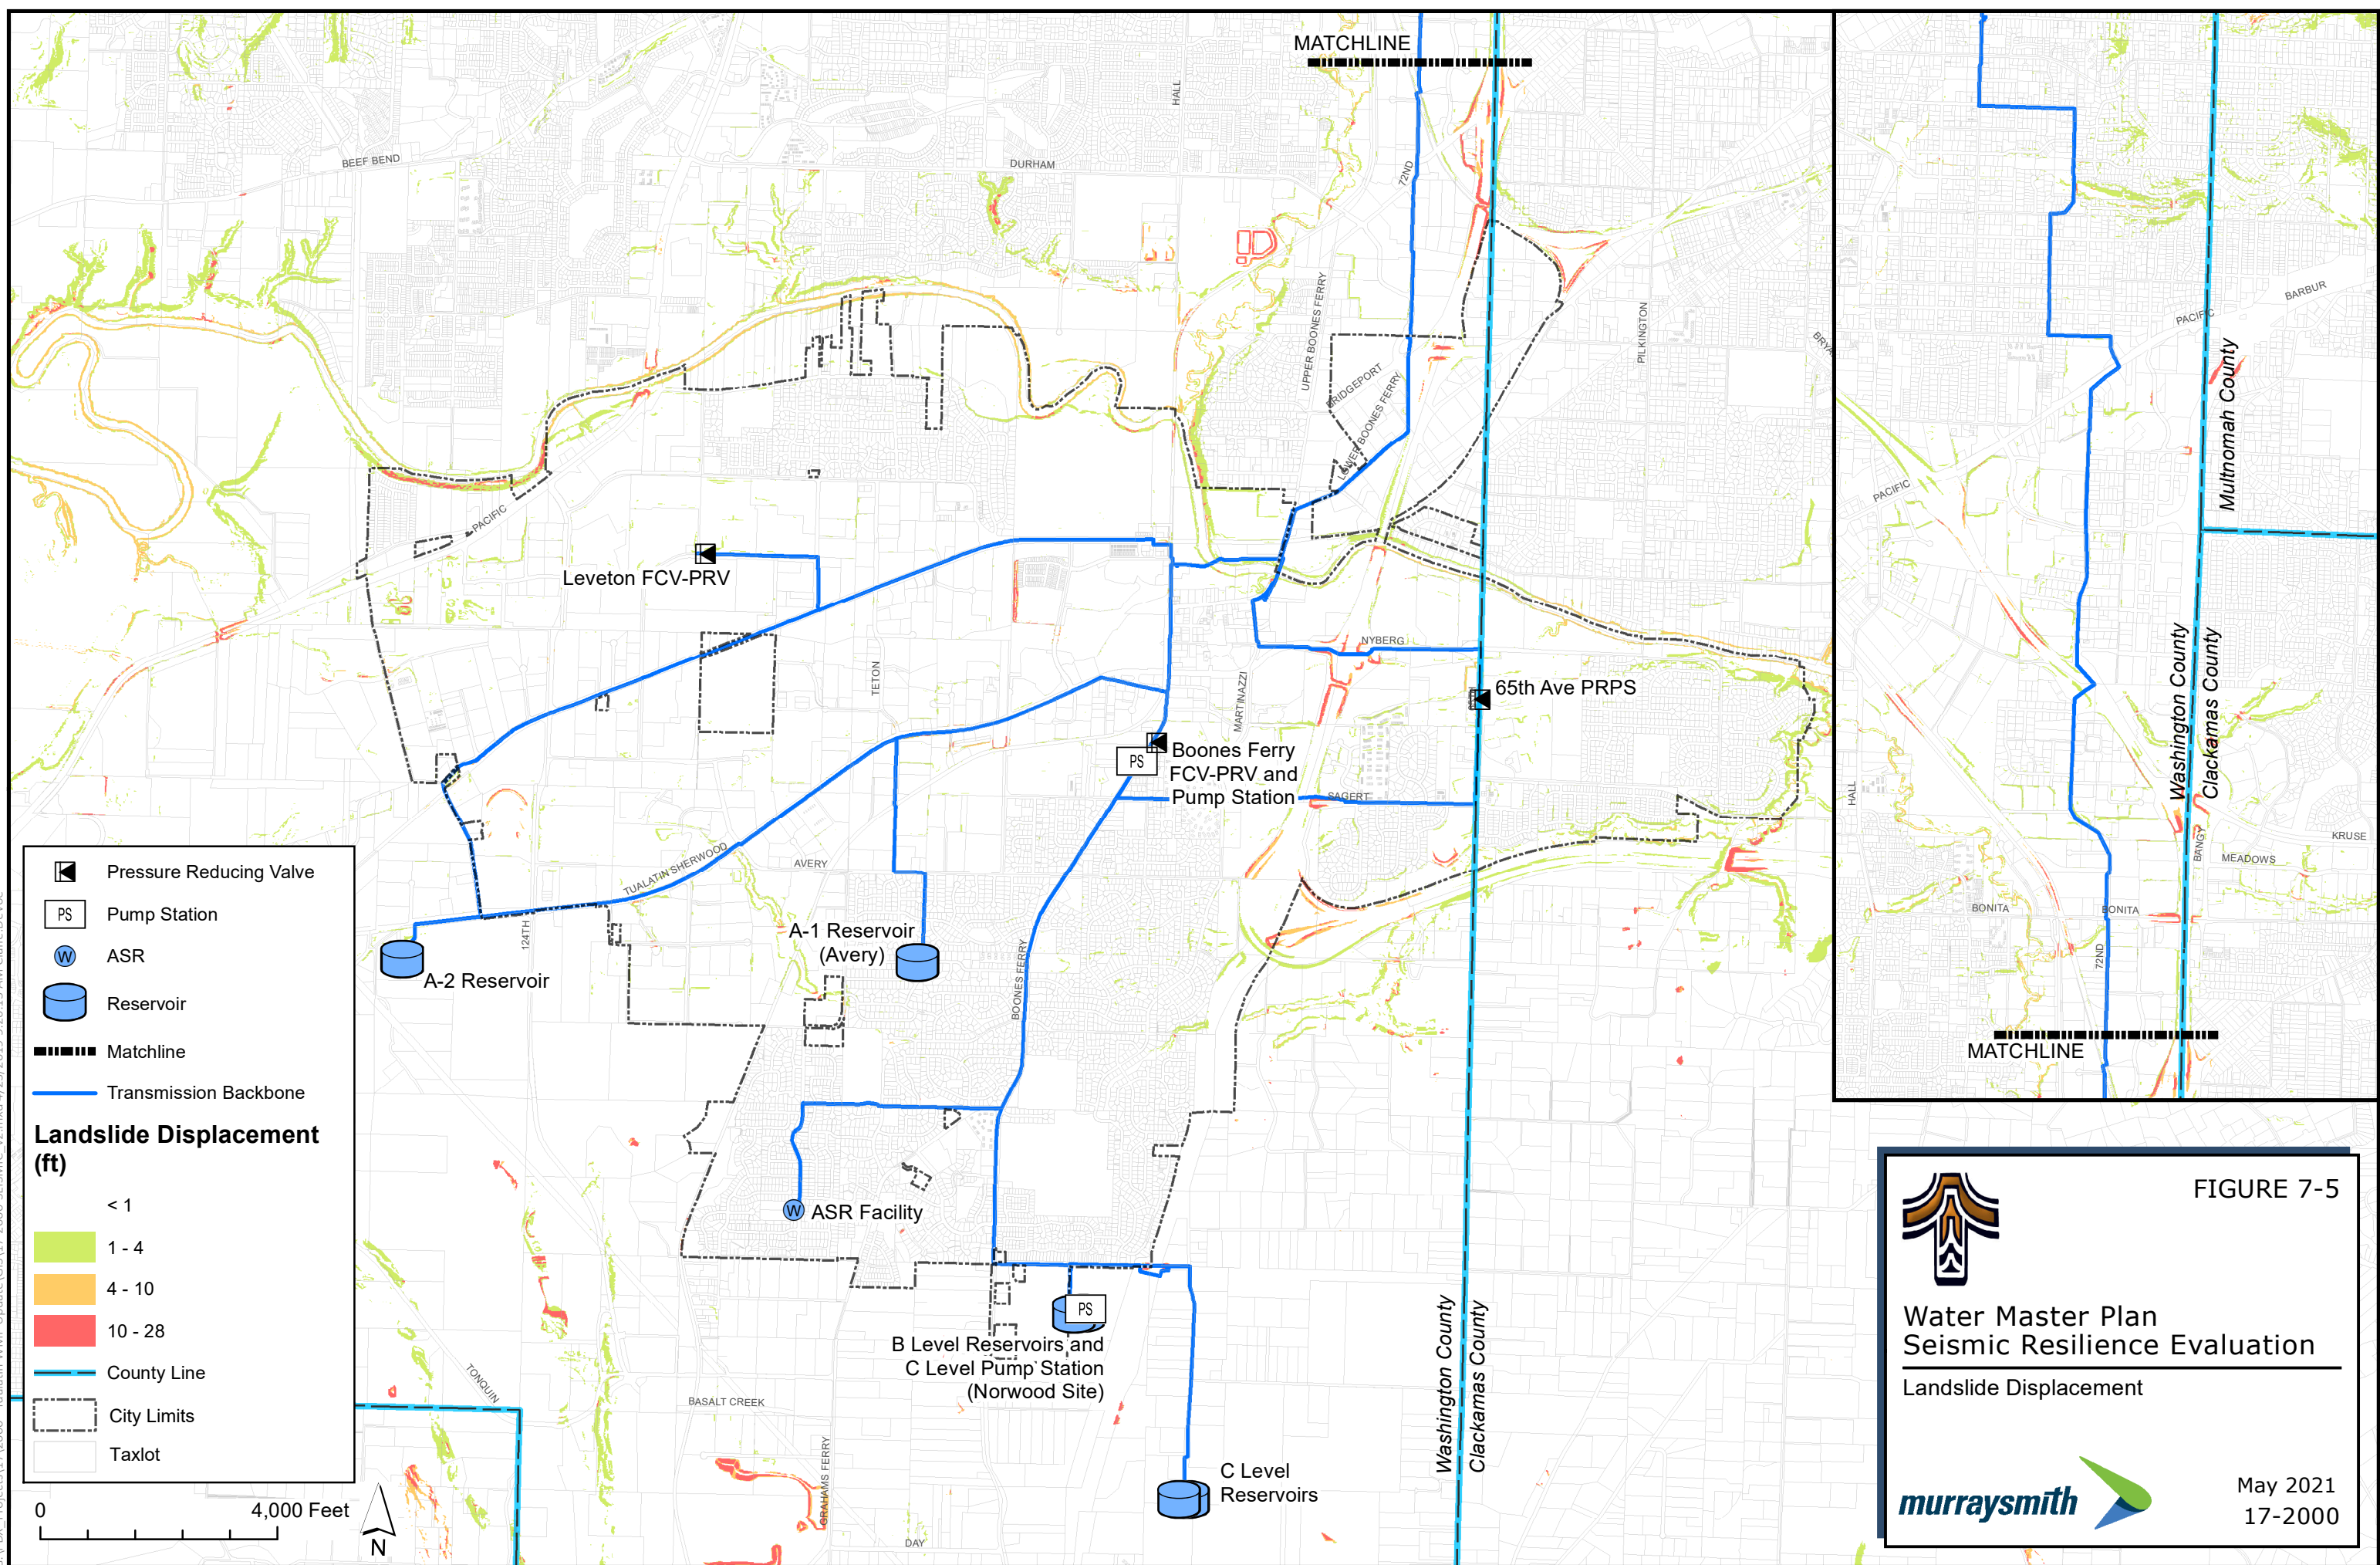 MATCHLINE
HALL
BEEF BEND
DURHAM
72ND
UPPER BOONES FERRY
BRIDGEPORT
LOWER BOONES FERRY
PILKINGTON
PACIFIC
Leveton FCV-PRV
NYBERG
TETON
MARTINAZZI
65th Ave PRPS
PS
Boones Ferry
FCV-PRV and
Pump Station
SAGERT
TUALATIN SHERWOOD
AVERY
124TH
A-1 Reservoir
(Avery)
A-2 Reservoir
BOONES FERRY
W
ASR Facility
PS
B Level Reservoirs and
C Level Pump Station
(Norwood Site)
TONQUIN
BASALT CREEK
GRAHAMS FERRY
DAY
C Level
Reservoirs
Washington County
Clackamas County
BARBUR
PACIFIC
Multnomah County
PACIFIC
Washington County
Clackamas County
HALL
BANGY
KRUSE
MEADOWS
BONITA
BONITA
72ND
MATCHLINE
Pressure Reducing Valve
PS
Pump Station
W
ASR
Reservoir
Matchline
Transmission Backbone
Landslide Displacement
(ft)
< 1
1 - 4
4 - 10
10 - 28
County Line
City Limits
Taxlot
0
4,000 Feet
N
FIGURE 7-5
Water Master Plan
Seismic Resilience Evaluation
Landslide Displacement
murraysmith
May 2021
17-2000